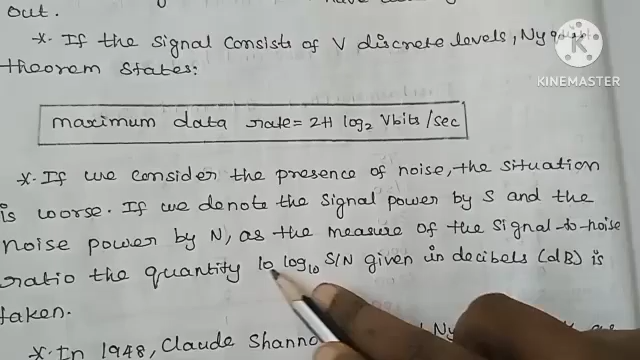 out.
*. If the signal consists of V discrete levels, Nyquist
theorem states:
maximum data rate = 2H log₂ V bits/sec
*. If we consider the presence of noise, the situation
is worse. If we denote the signal power by S and the
noise power by N, as the measure of the signal-to-noise
ratio the quantity 10 log₁₀ S/N given in decibels (dB) is
taken.
*. In 1948, Claude Shanno
KINEMASTER